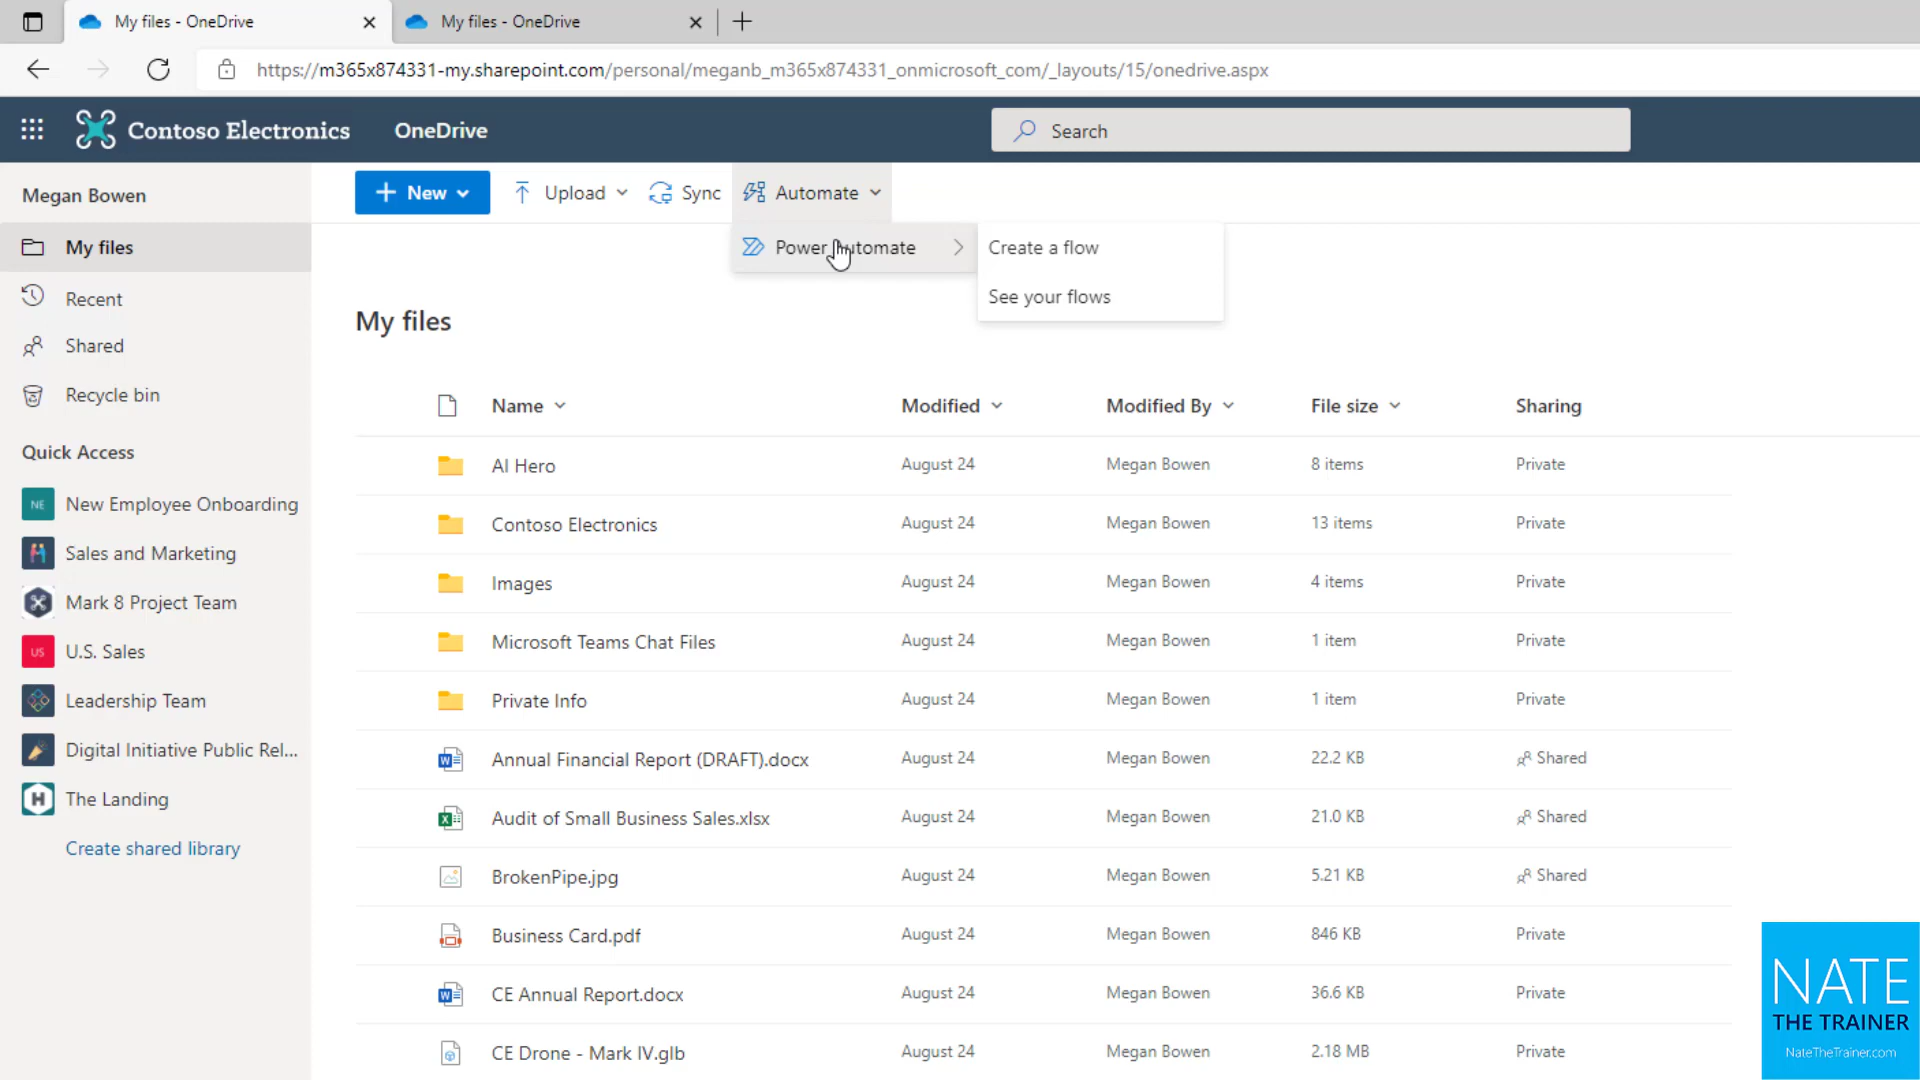 My files - OneDrive
My files - OneDrive
https://m365x874331-my.sharepoint.com/personal/meganb_m365x874331_onmicrosoft_com/_layouts/15/onedrive.aspx
Contoso Electronics
OneDrive
Search
Megan Bowen
New
Upload
Sync
Automate
My files
Power Automate
Create a flow
See your flows
Recent
Shared
Recycle bin
Quick Access
NE New Employee Onboarding
Sales and Marketing
Mark 8 Project Team
US U.S. Sales
Leadership Team
Digital Initiative Public Rel...
H The Landing
Create shared library
My files
Name Modified Modified By File size Sharing
AI Hero August 24 Megan Bowen 8 items Private
Contoso Electronics August 24 Megan Bowen 13 items Private
Images August 24 Megan Bowen 4 items Private
Microsoft Teams Chat Files August 24 Megan Bowen 1 item Private
Private Info August 24 Megan Bowen 1 item Private
Annual Financial Report (DRAFT).docx August 24 Megan Bowen 22.2 KB Shared
Audit of Small Business Sales.xlsx August 24 Megan Bowen 21.0 KB Shared
BrokenPipe.jpg August 24 Megan Bowen 5.21 KB Shared
Business Card.pdf August 24 Megan Bowen 846 KB Private
CE Annual Report.docx August 24 Megan Bowen 36.6 KB Private
CE Drone - Mark IV.glb August 24 Megan Bowen 2.18 MB Private
NATE
THE TRAINER
NateTheTrainer.com